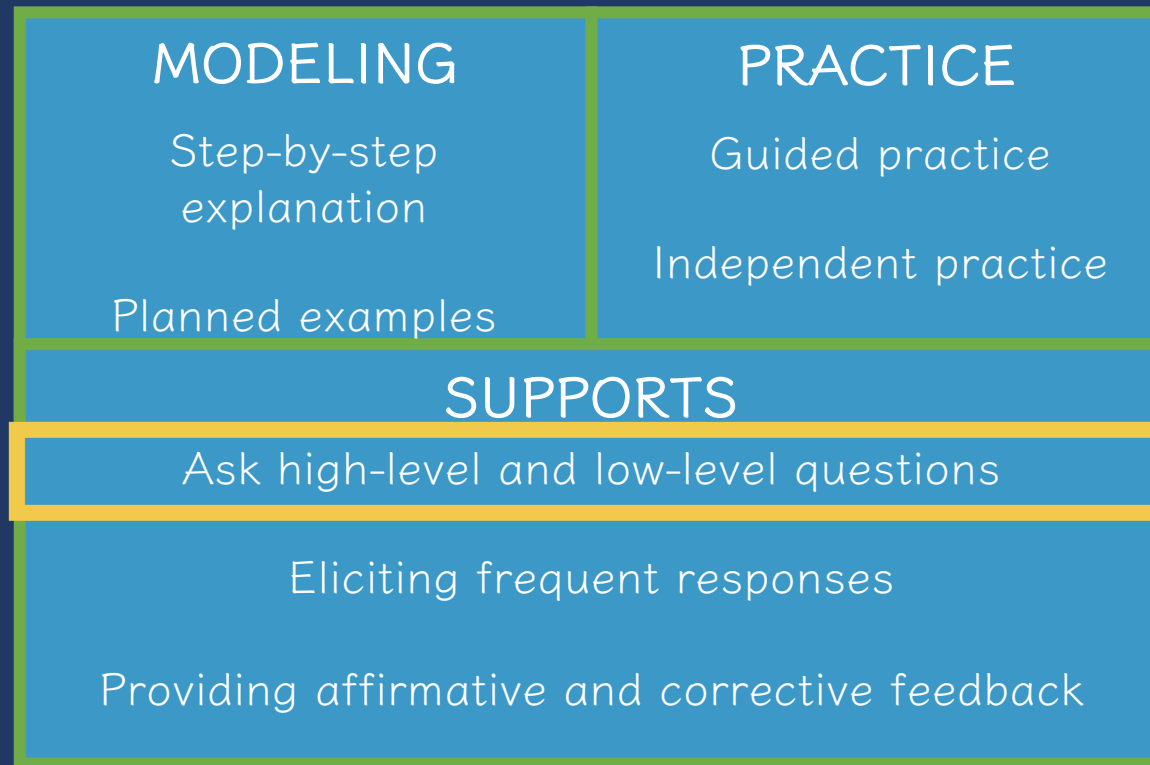 MODELING
Step-by-step
explanation
Planned examples
PRACTICE
Guided practice
Independent practice
SUPPORTS
Ask high-level and low-level questions
Eliciting frequent responses
Providing affirmative and corrective feedback